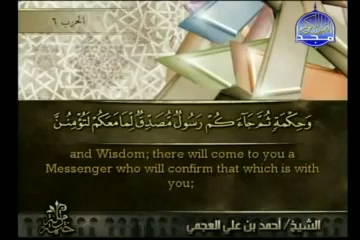 الحزب ٦
المجد
وَحِكْمَةٍ ثُمَّ جَاءَكُمْ رَسُولٌ مُّصَدِّقٌ لِّمَا مَعَكُمْ لَتُؤْمِنُنَّ
and Wisdom; there will come to you a
Messenger who will confirm that which is with
you;
الشيخ/ أحمد بن علي العجمي